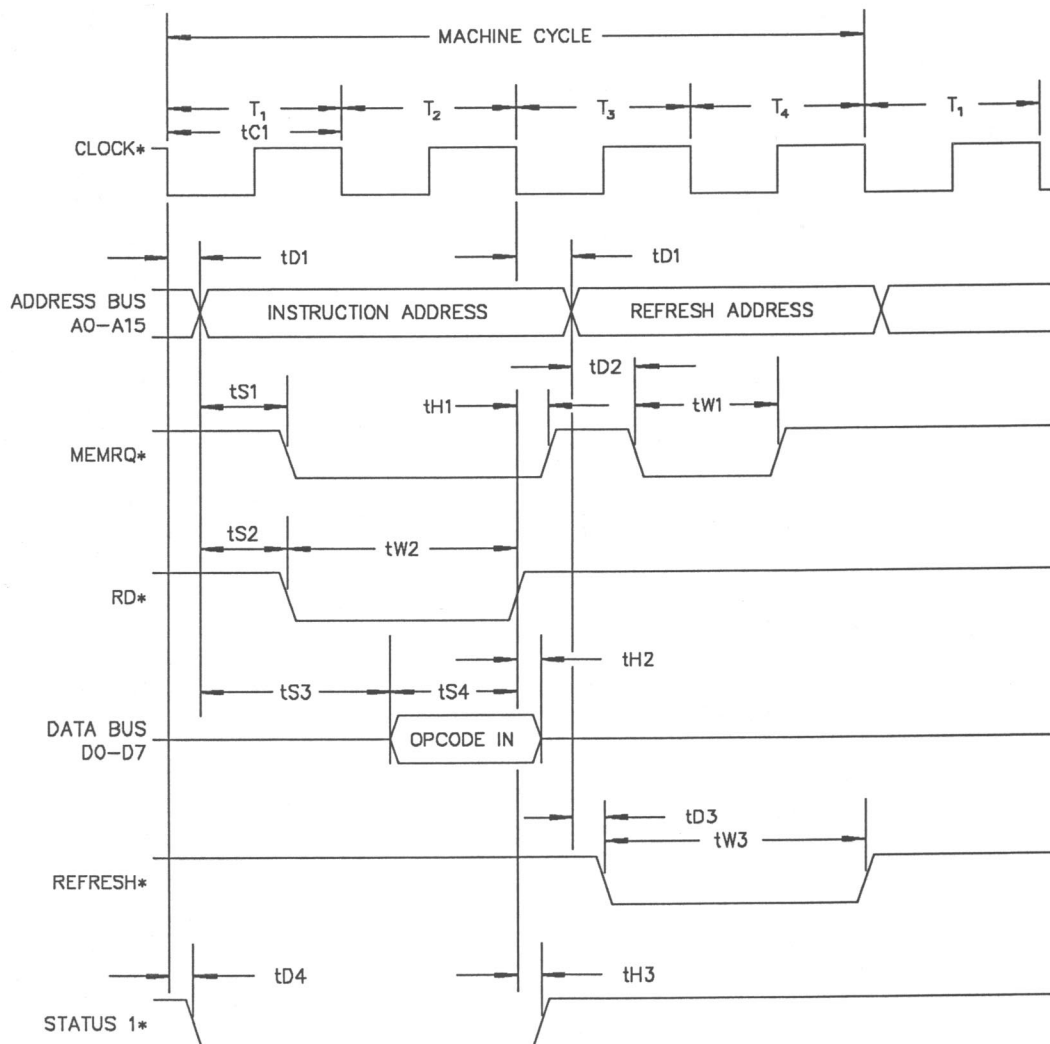 MACHINE CYCLE
T1 T2 T3 T4 T1
tC1
CLOCK*
tD1 tD1
ADDRESS BUS
A0-A15
INSTRUCTION ADDRESS REFRESH ADDRESS
tD2
tS1 tH1 tW1
MEMRQ*
tS2 tW2
RD*
tH2
tS3 tS4
DATA BUS
D0-D7
OPCODE IN
tD3
tW3
REFRESH*
tD4 tH3
STATUS 1*